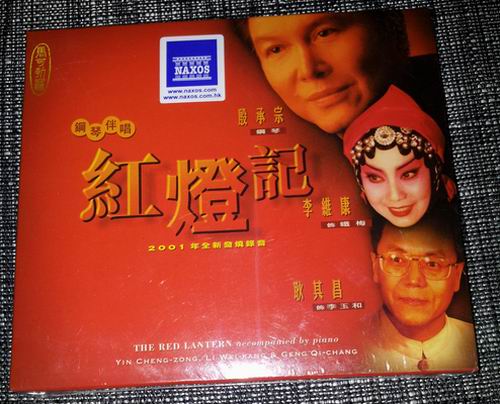 NAXOS
www.naxos.com
www.naxos.com.hk
殷承宗
鋼琴
鋼琴伴唱
紅燈記
李維康
飾鐵梅
2001年全新發燒錄音
耿其昌
飾李玉和
THE RED LANTERN accompanied by piano
YIN CHENG-ZONG, LI WEI-KANG & GENG QI-CHANG